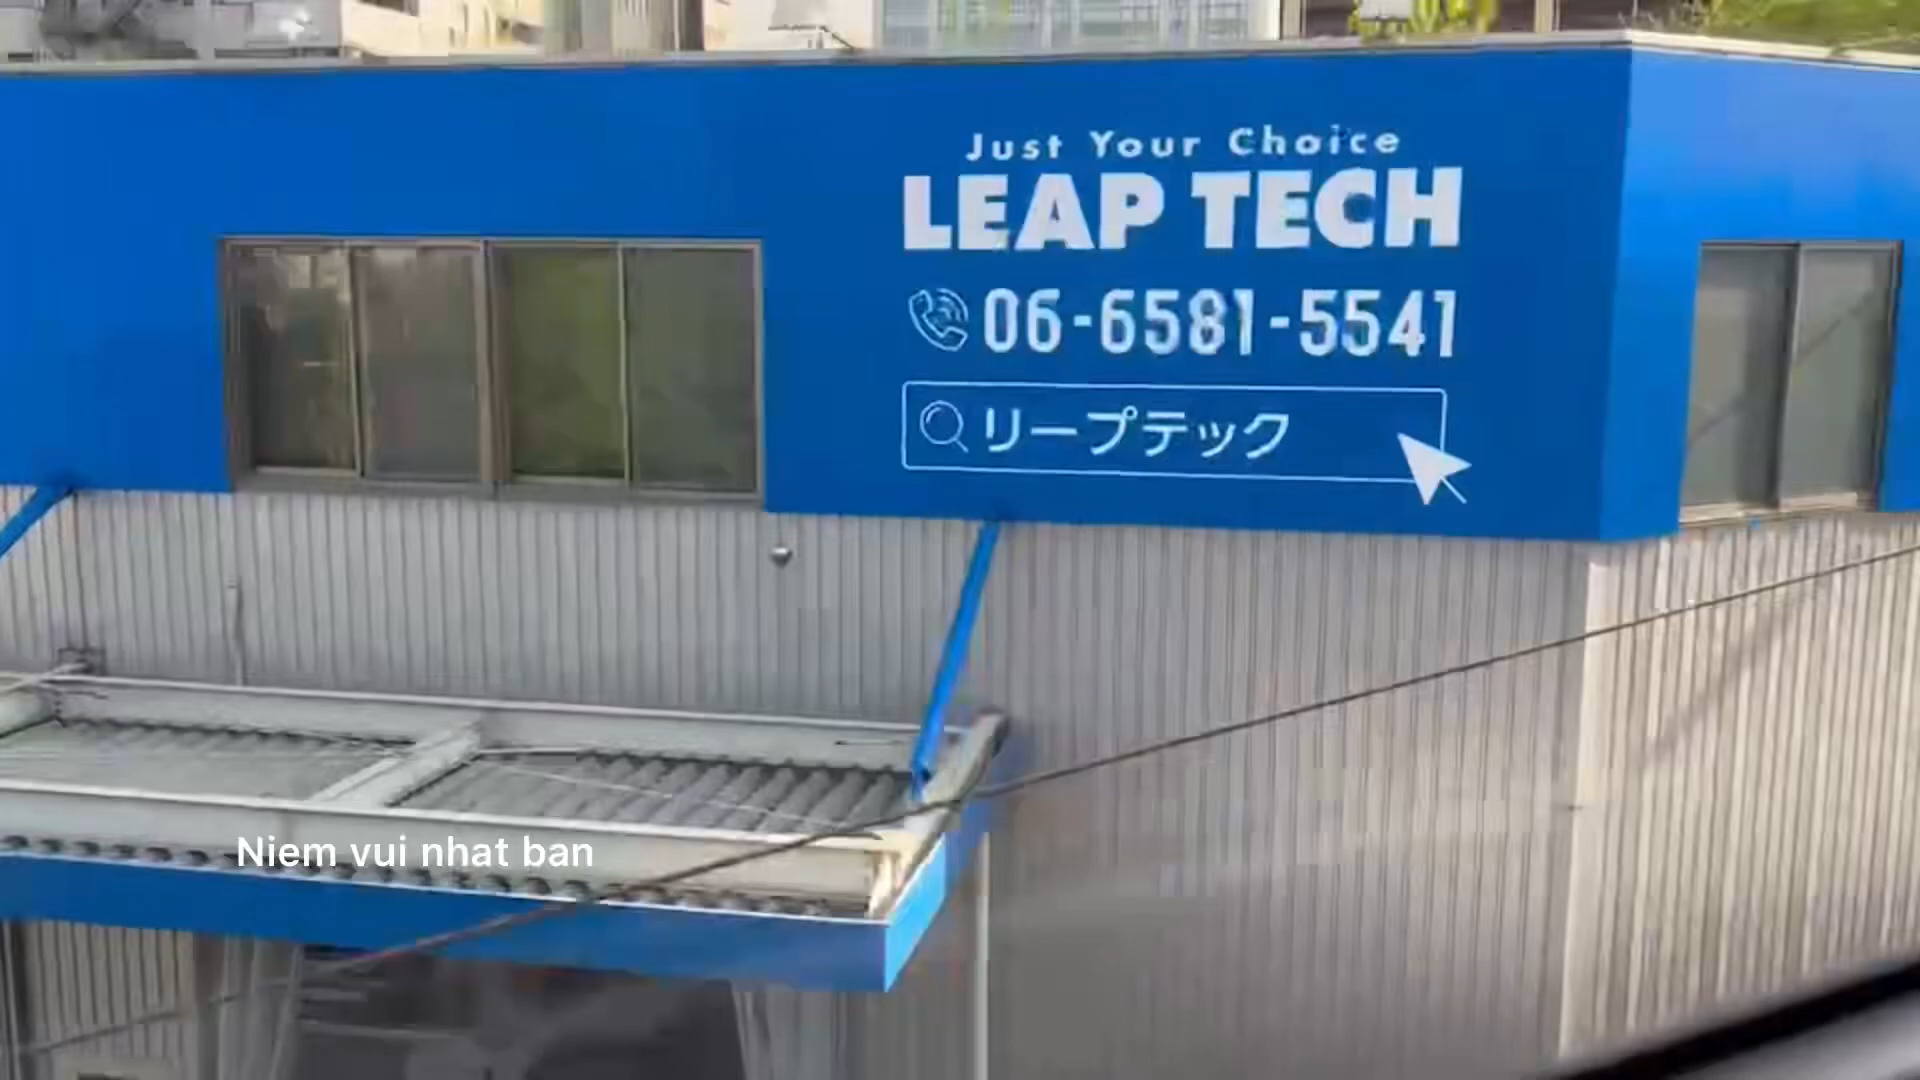 Just Your Choice
LEAP TECH
06-6581-5541
リープテック
Niem vui nhat ban